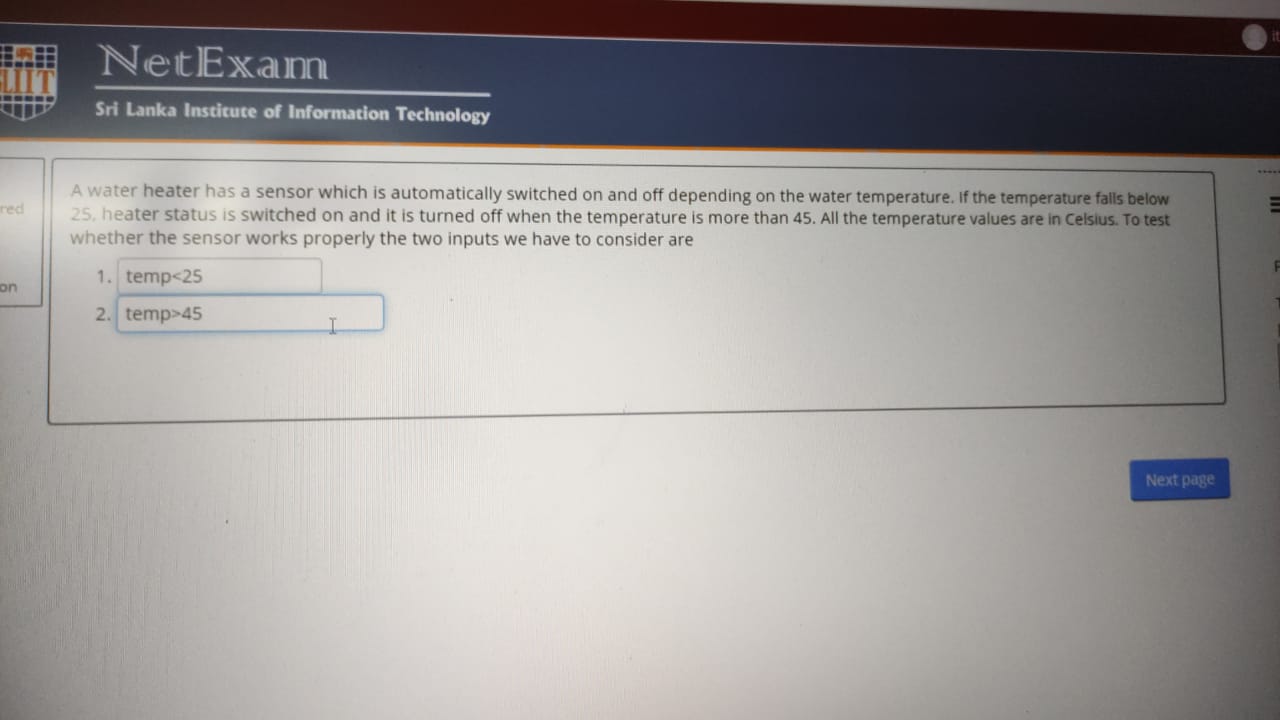 NetExam
LIIT
Sri Lanka Institute of Information Technology
it
A water heater has a sensor which is automatically switched on and off depending on the water temperature. If the temperature falls below
25, heater status is switched on and it is turned off when the temperature is more than 45. All the temperature values are in Celsius. To test
whether the sensor works properly the two inputs we have to consider are
red
on
1. temp<25
2. temp>45
Next page